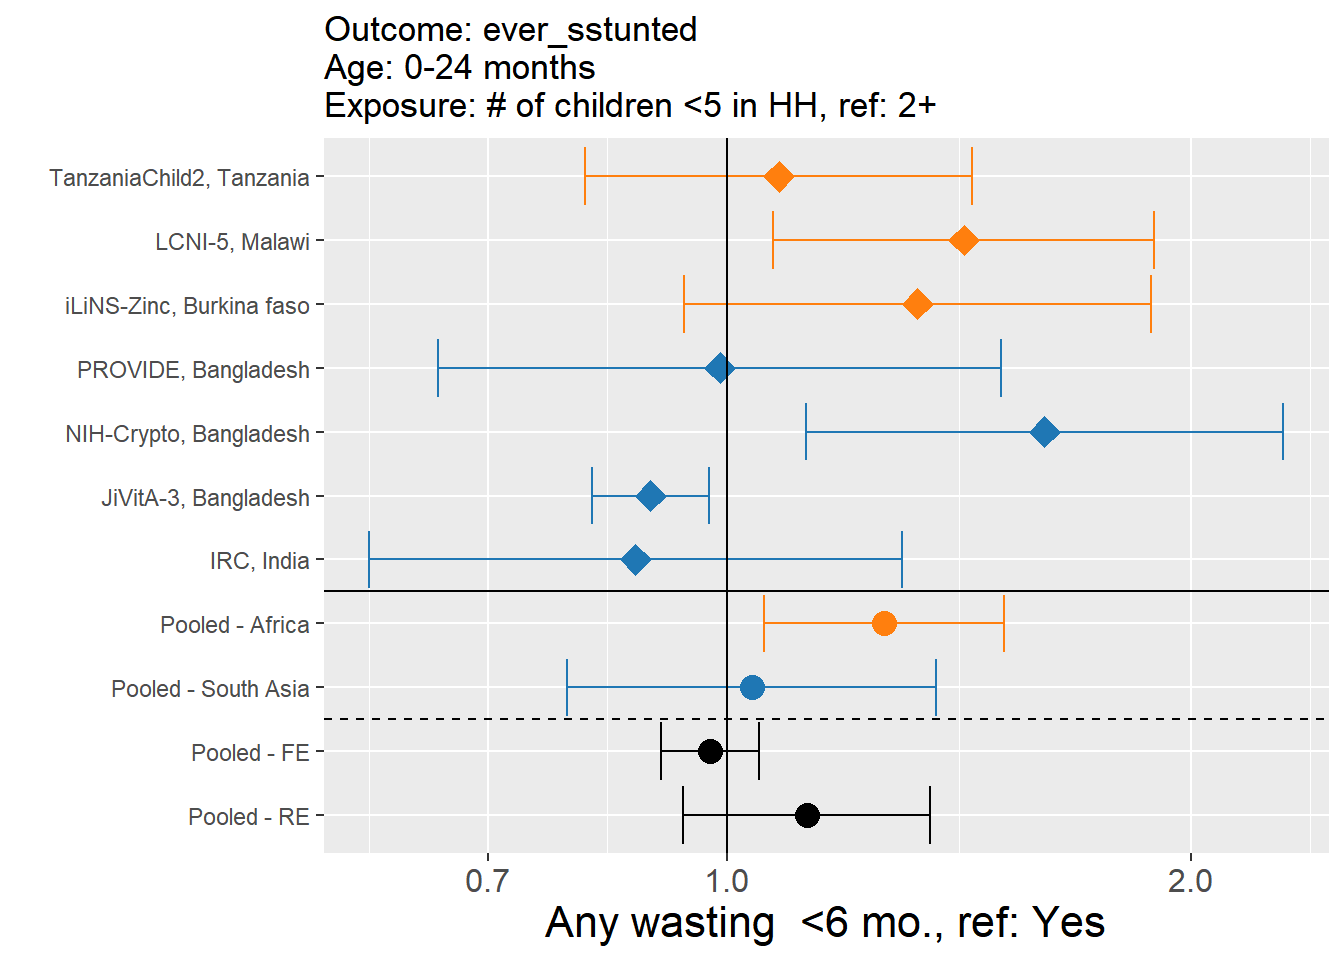 Outcome: ever_sstunted
Age: 0-24 months
Exposure: # of children <5 in HH, ref: 2+
TanzaniaChild2, Tanzania
LCNI-5, Malawi
iLiNS-Zinc, Burkina faso
PROVIDE, Bangladesh
NIH-Crypto, Bangladesh
JiVitA-3, Bangladesh
IRC, India
Pooled - Africa
Pooled - South Asia
Pooled - FE
Pooled - RE
0.7 1.0 2.0
Any wasting  <6 mo., ref: Yes